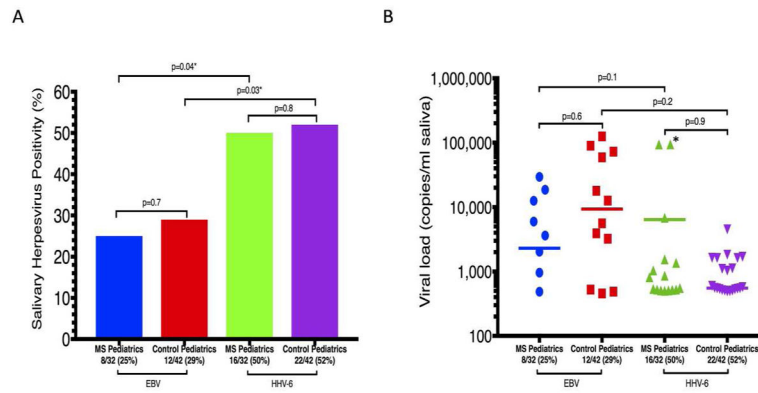 A
Salivary Herpesvirus Positivity (%)
60
50
40
30
20
10
0
p=0.04*
p=0.03*
p=0.8
p=0.7
MS Pediatrics
8/32 (25%)
Control Pediatrics
12/42 (29%)
MS Pediatrics
16/32 (50%)
Control Pediatrics
22/42 (52%)
EBV
HHV-6
B
Viral load (copies/ml saliva)
1,000,000
100,000
10,000
1,000
100
p=0.1
p=0.2
p=0.6
p=0.9
*
MS Pediatrics
8/32 (25%)
Control Pediatrics
12/42 (29%)
MS Pediatrics
16/32 (50%)
Control Pediatrics
22/42 (52%)
EBV
HHV-6